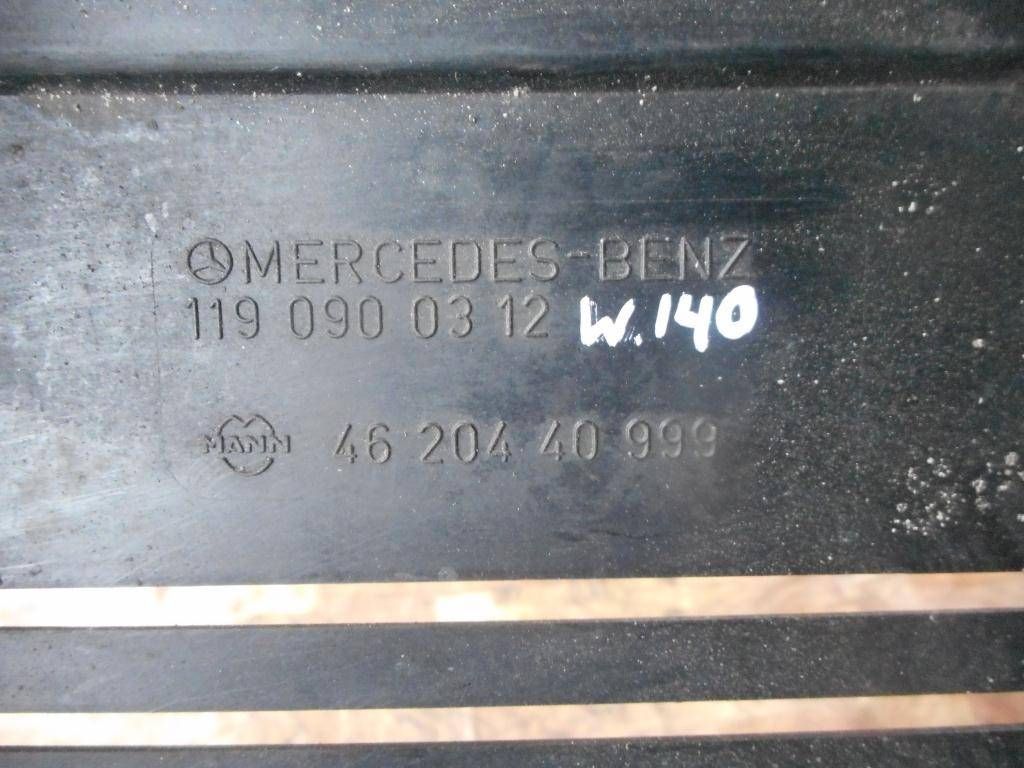 MERCEDES-BENZ
119 090 03 12 W.140
MANN 46 204 40 999